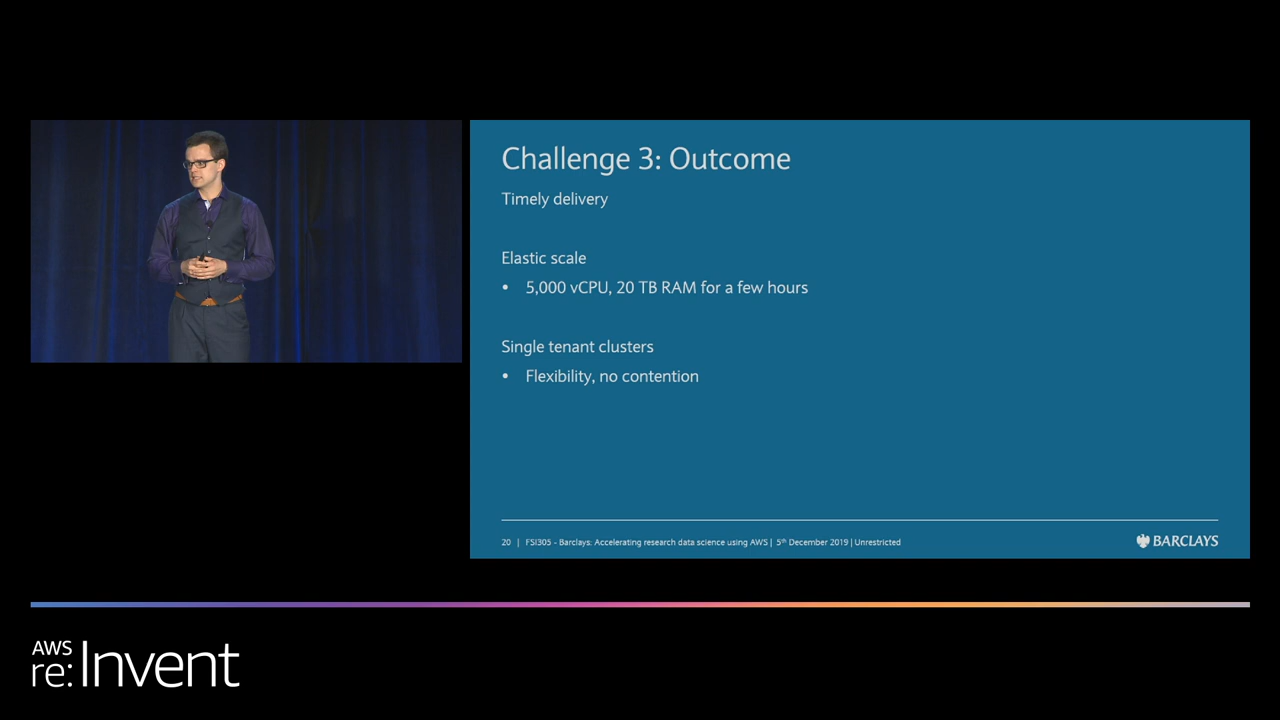 Challenge 3: Outcome
Timely delivery
Elastic scale
• 5,000 vCPU, 20 TB RAM for a few hours
Single tenant clusters
• Flexibility, no contention
20 | FSI305 - Barclays: Accelerating research data science using AWS | 5th December 2019 | Unrestricted
BARCLAYS
AWS
re:Invent